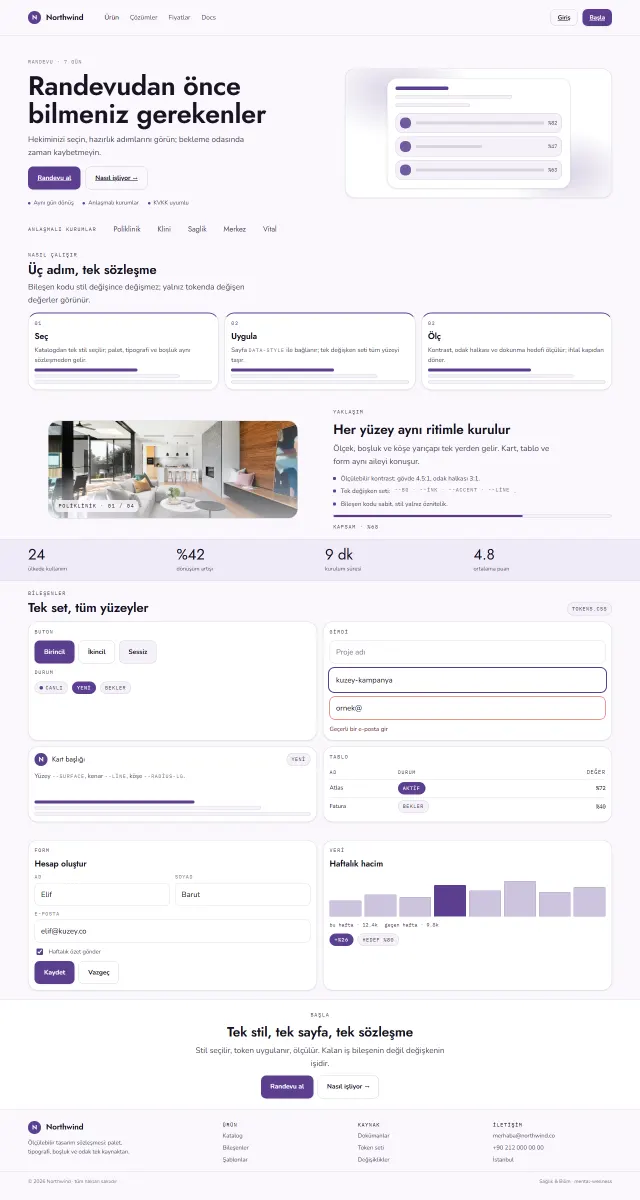 N Northwind Ürün Çözümler Fiyatlar Docs Giriş Başla
RANDEVU · 7 GÜN
Randevudan önce
bilmeniz gerekenler
Hekiminizi seçin, hazırlık adımlarını görün; bekleme odasında
zaman kaybetmeyin.
Randevu al Nasıl işliyor →
Aynı gün dönüş Anlaşmalı kurumlar KVKK uyumlu
%82
%47
%63
ANLAŞMALI KURUMLAR Poliklinik Klini Saglik Merkez Vital
NASIL ÇALIŞIR
Üç adım, tek sözleşme
Bileşen kodu stil değişince değişmez; yalnız tokenda değişen
değerler görünür.
01
Seç
Katalogdan tek stil seçilir; palet, tipografi ve boşluk aynı
sözleşmeden gelir.
02
Uygula
Sayfa DATA-STYLE ile bağlanır; tek değişken seti tüm yüzeyi
taşır.
03
Ölç
Kontrast, odak halkası ve dokunma hedefi ölçülür; ihlal kapıdan
döner.
POLIKLINIK · 01 / 04
YAKLAŞIM
Her yüzey aynı ritimle kurulur
Ölçek, boşluk ve köşe yarıçapı tek yerden gelir. Kart, tablo ve
form aynı aileyi konuşur.
Ölçülebilir kontrast: gövde 4.5:1, odak halkası 3:1.
Tek değişken seti: --BG · --INK · --ACCENT · --LINE .
Bileşen kodu sabit, stil yalnız öznitelik.
KAPSAM · %68
24 %42 9 dk 4.8
ülkede kullanım dönüşüm artışı kurulum süresi ortalama puan
BİLEŞENLER
Tek set, tüm yüzeyler
TOKENS.CSS
BUTON
Birincil İkincil Sessiz
DURUM
CANLI YENİ BEKLER
GİRDİ
Proje adı
kuzey-kampanya
ornek@
Geçerli bir e-posta gir
N Kart başlığı YENİ
Yüzey --SURFACE, kenar --LINE, köşe --RADIUS-LG.
TABLO
AD DURUM DEĞER
Atlas AKTİF %72
Fatura BEKLER %40
FORM
Hesap oluştur
AD SOYAD
Elif Barut
E-POSTA
elif@kuzey.co
Haftalık özet gönder
Kaydet Vazgeç
VERİ
Haftalık hacim
bu hafta · 12.4k geçen hafta · 9.8k
+%26 HEDEF %80
BAŞLA
Tek stil, tek sayfa, tek sözleşme
Stil seçilir, token uygulanır, ölçülür. Kalan iş bileşenin değil değişkenin
işidir.
Randevu al Nasıl işliyor →
N Northwind
Ölçülebilir tasarım sözleşmesi: palet,
tipografi, boşluk ve odak tek kaynaktan.
ÜRÜN
Katalog
Bileşenler
Şablonlar
KAYNAK
Dokümanlar
Token seti
Değişiklikler
İLETİŞİM
merhaba@northwind.co
+90 212 000 00 00
İstanbul
© 2026 Northwind · tüm hakları saklıdır
Sağlık & Bilim · mental-wellness